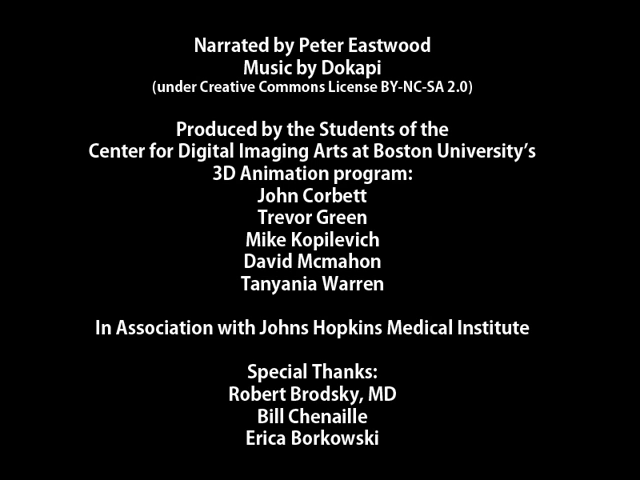 Narrated by Peter Eastwood
Music by Dokapi
(under Creative Commons License BY-NC-SA 2.0)
Produced by the Students of the
Center for Digital Imaging Arts at Boston University's
3D Animation program:
John Corbett
Trevor Green
Mike Kopilevich
David Mcmahon
Tanyania Warren
In Association with Johns Hopkins Medical Institute
Special Thanks:
Robert Brodsky, MD
Bill Chenaille
Erica Borkowski